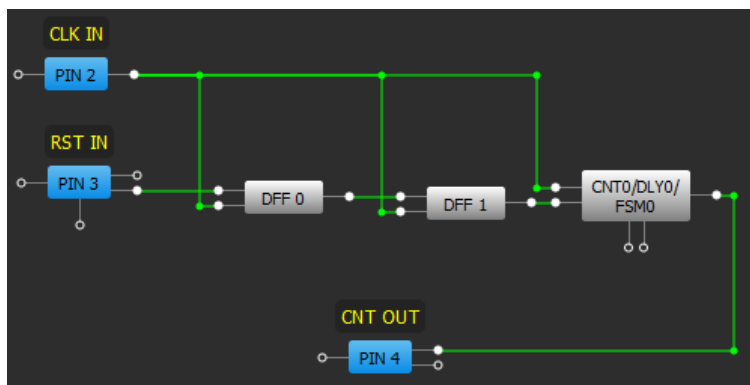 CLK IN
PIN 2
RST IN
PIN 3
DFF 0
DFF 1
CNT0/DLY0/
FSM0
CNT OUT
PIN 4